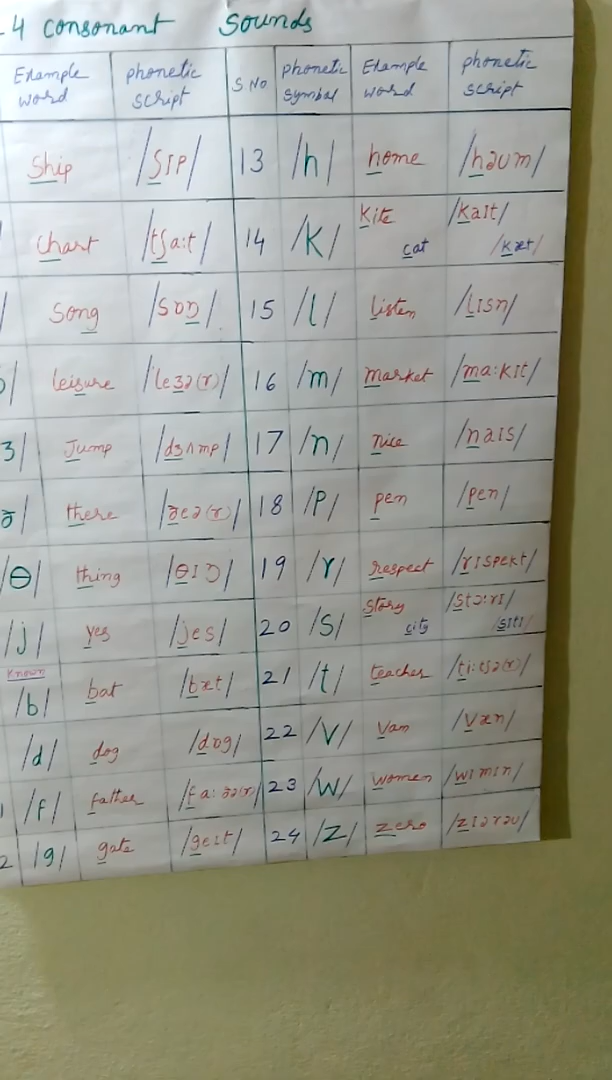 4 consonant Sounds
Example word phonetic script S.No phonetic symbol Example word phonetic script
Ship /ʃɪp/ 13 /h/ home /həʊm/
Chart /tʃa:t/ 14 /K/ Kite cat /kaɪt/ /kæt/
Song /sɒŋ/ 15 /l/ listen /lɪsn/
leisure /leʒə(r)/ 16 /m/ market /ma:kɪt/
ʒ/ Jump /dʒʌmp/ 17 /n/ nice /naɪs/
ð/ there /ðeə(r)/ 18 /p/ pen /pen/
/θ/ thing /θɪŋ/ 19 /r/ respect /rɪspekt/
/j/ yes /jes/ 20 /S/ Story city /stɔ:rɪ/ /sɪtɪ/
Known
/b/ bat /bæt/ 21 /t/ teacher /ti:tʃə(r)/
/d/ dog /dog/ 22 /V/ Van /væn/
/f/ father /fa:ðə(r)/ 23 /W/ Women /wimin/
2 /g/ gate /geɪt/ 24 /Z/ zero /zɪərəʊ/